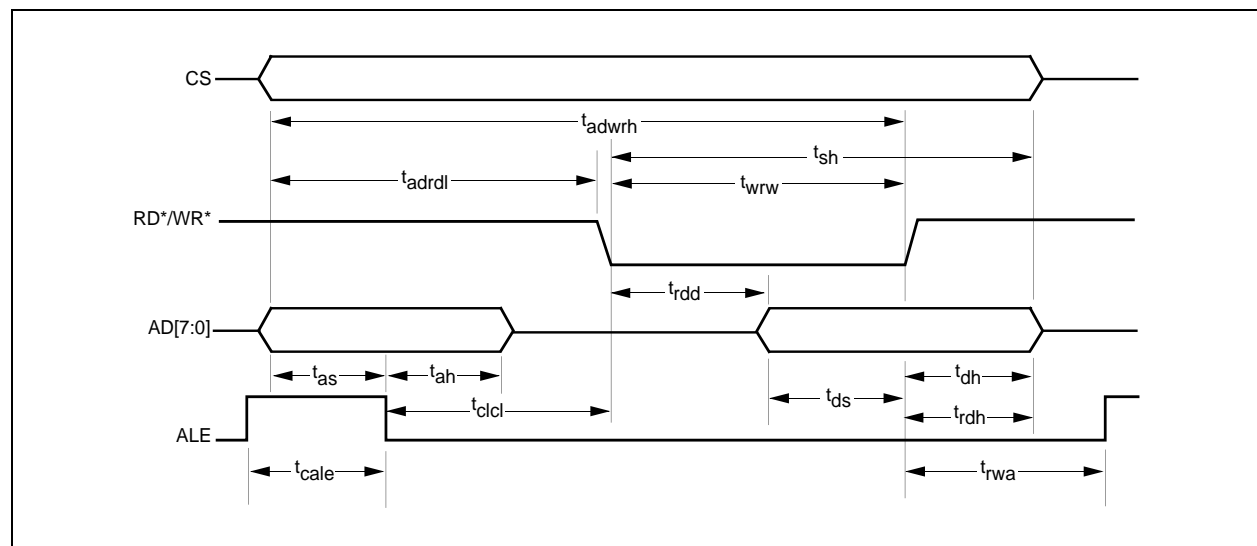 CS
tadwrh
tsh
tadrdl
twrw
RD*/WR*
trdd
AD[7:0]
tas
tah
tdh
tclcl
tds
trdh
ALE
tcale
trwa